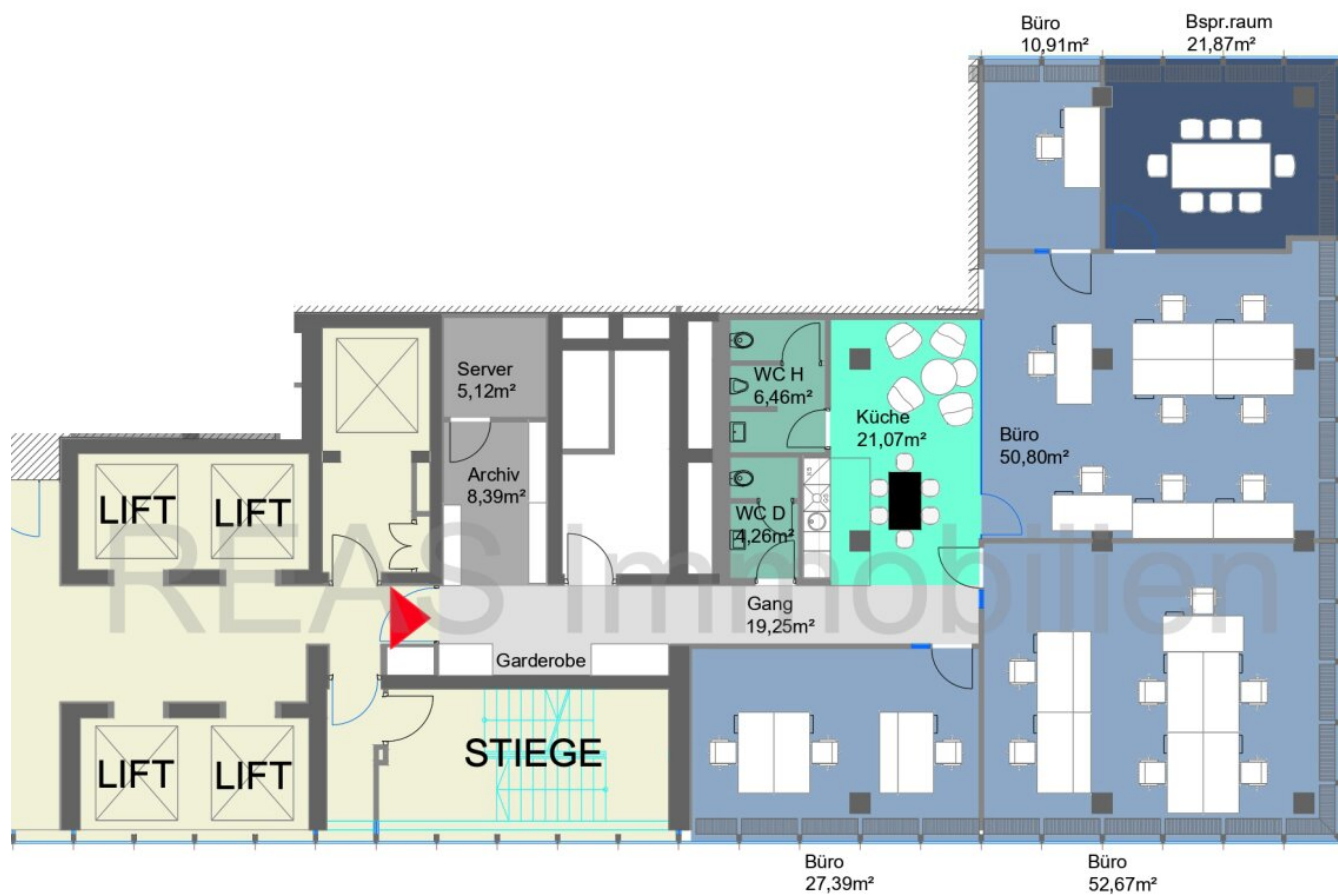 Büro
10,91m²
Bspr.raum
21,87m²
Server
5,12m²
WC H
6,46m²
Küche
21,07m²
Büro
50,80m²
Archiv
8,39m²
LIFT
LIFT
WC D
4,26m²
REAS Immobilien
Gang
19,25m²
Garderobe
STIEGE
LIFT
LIFT
Büro
27,39m²
Büro
52,67m²